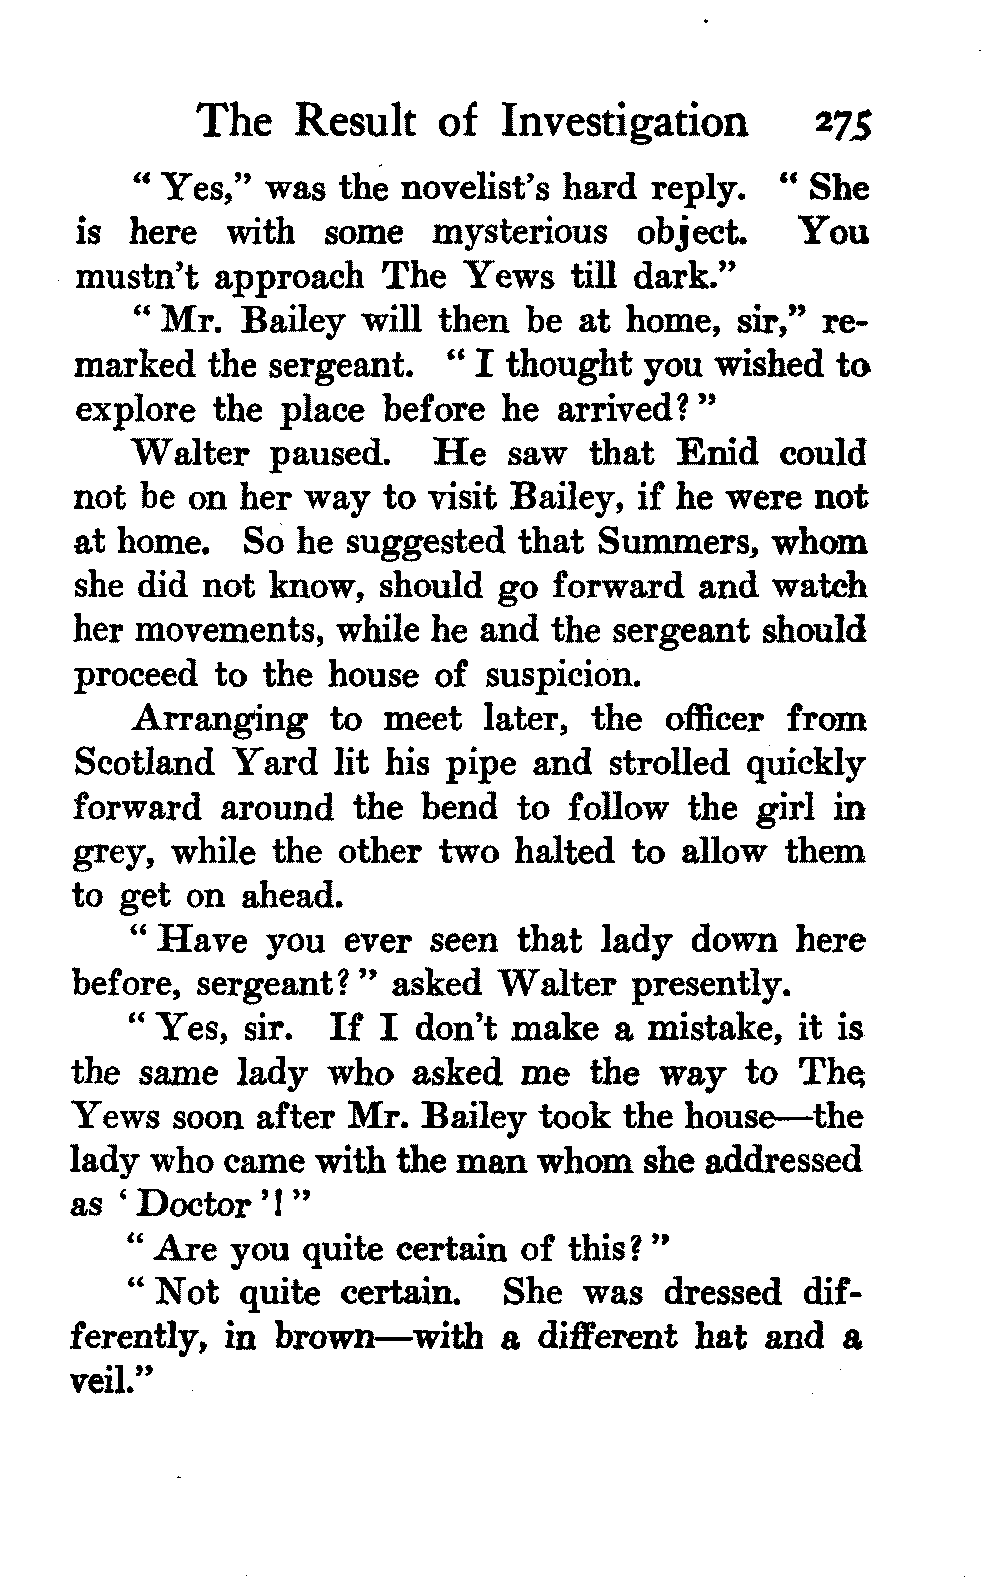 The Result of Investigation 275
“ Yes,” was the novelist’s hard reply. “ She
is here with some mysterious object. You
mustn’t approach The Yews till dark.”
“ Mr. Bailey will then be at home, sir,” re-
marked the sergeant. “ I thought you wished to
explore the place before he arrived? ”
Walter paused. He saw that Enid could
not be on her way to visit Bailey, if he were not
at home. So he suggested that Summers, whom
she did not know, should go forward and watch
her movements, while he and the sergeant should
proceed to the house of suspicion.
Arranging to meet later, the officer from
Scotland Yard lit his pipe and strolled quickly
forward around the bend to follow the girl in
grey, while the other two halted to allow them
to get on ahead.
“ Have you ever seen that lady down here
before, sergeant? ” asked Walter presently.
“ Yes, sir. If I don’t make a mistake, it is
the same lady who asked me the way to The
Yews soon after Mr. Bailey took the house—the
lady who came with the man whom she addressed
as ‘ Doctor ’! ”
“ Are you quite certain of this? ”
“ Not quite certain. She was dressed dif-
ferently, in brown—with a different hat and a
veil.”